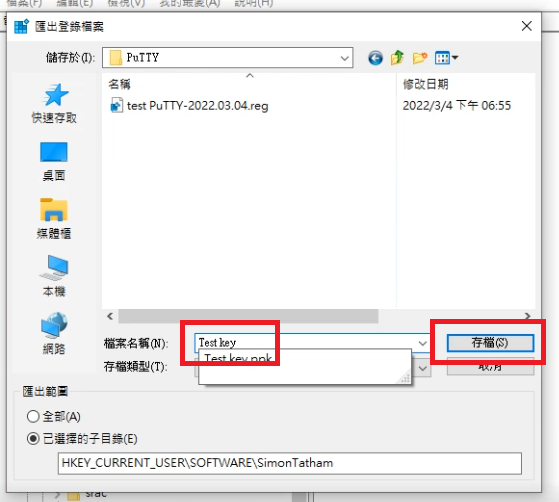 檔案(F) 編輯(E) 檢視(V) 我的最愛(A) 說明(H)
匯出登錄檔案
儲存於(I): PuTTY
名稱 修改日期
test PuTTY-2022.03.04.reg 2022/3/4 下午 06:55
快速存取
桌面
媒體櫃
本機
網路
檔案名稱(N): Test key 存檔(S)
Test key.ppk
存檔類型(T): 取消
匯出範圍
全部(A)
已選擇的子目錄(E)
HKEY_CURRENT_USER\SOFTWARE\SimonTatham
srac